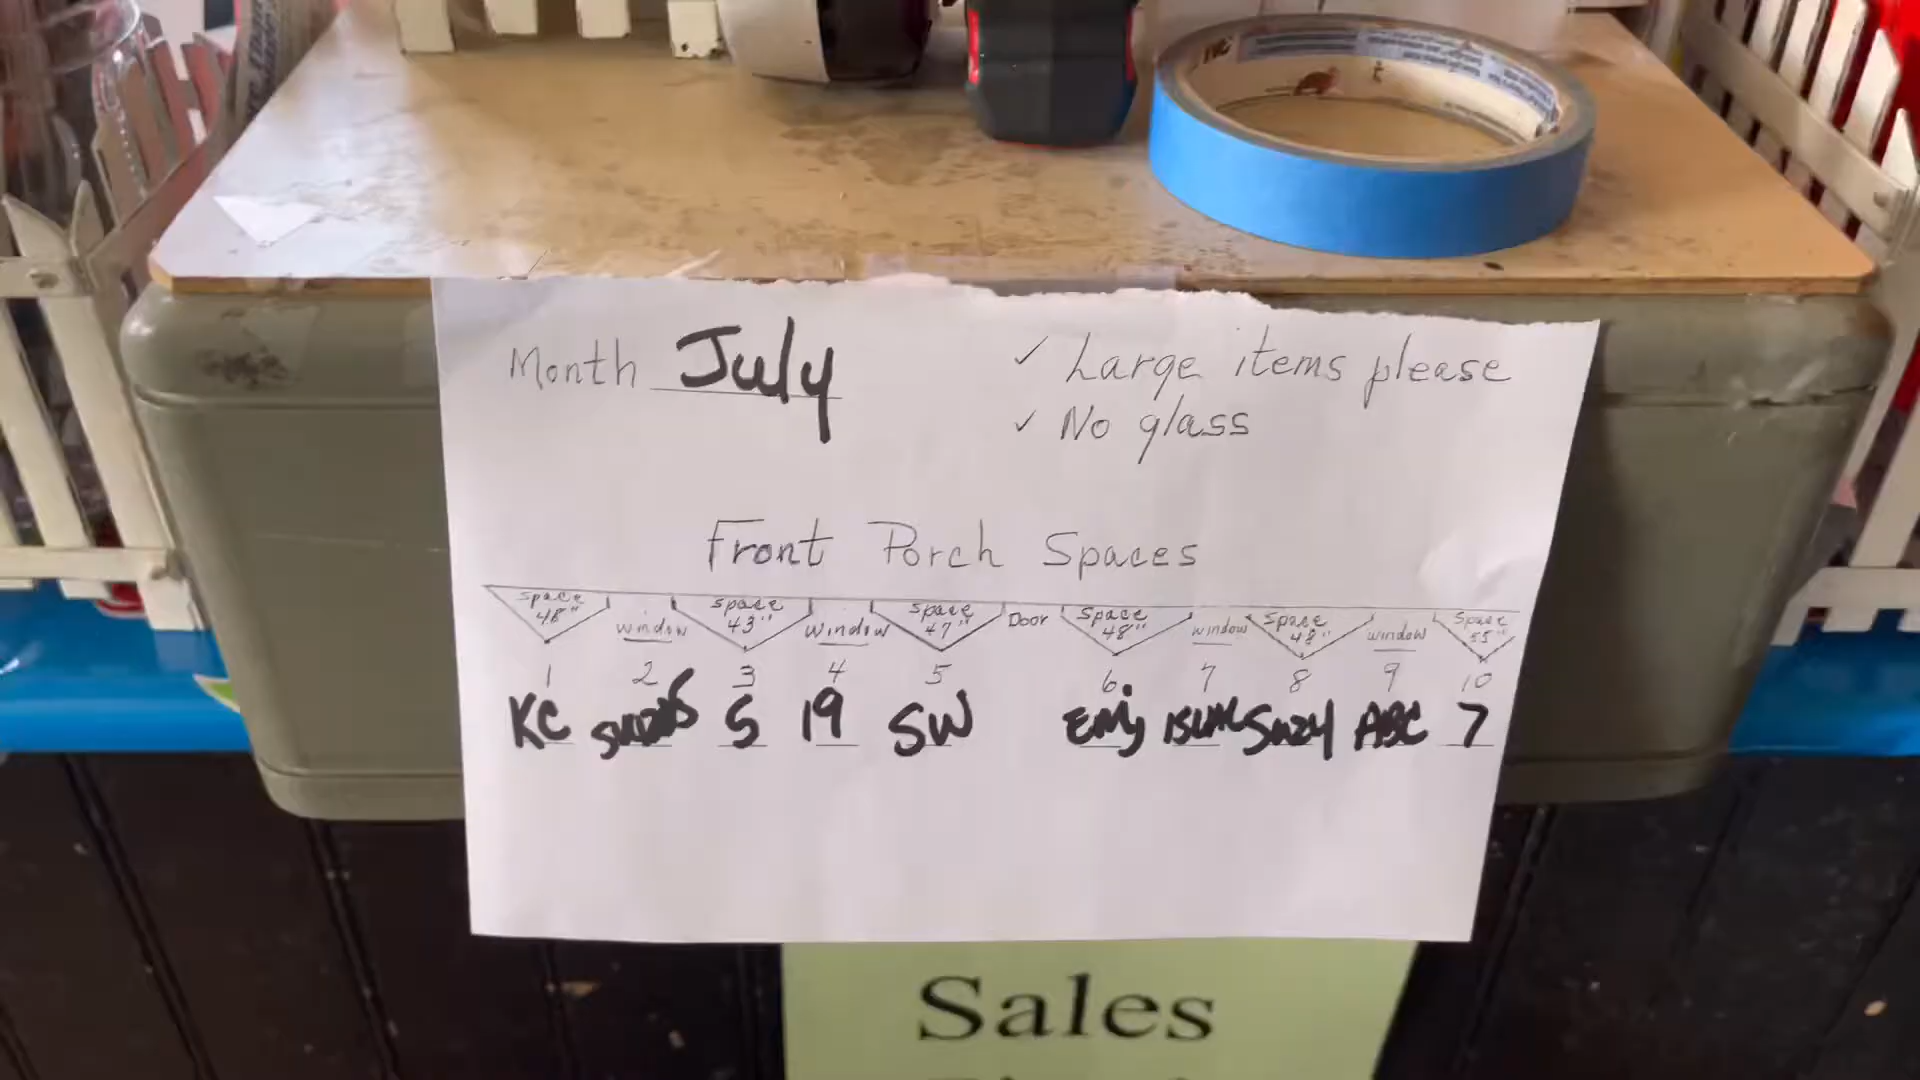 Month July
✓ Large items please
✓ No glass
Front Porch Spaces
Space 48" window Space 43" Window Space 47" Door Space 48" window Space 48" window Space 55"
1 2 3 4 5 6 7 8 9 10
KC S 19 SW Emj Suzy ABC 7
Sales